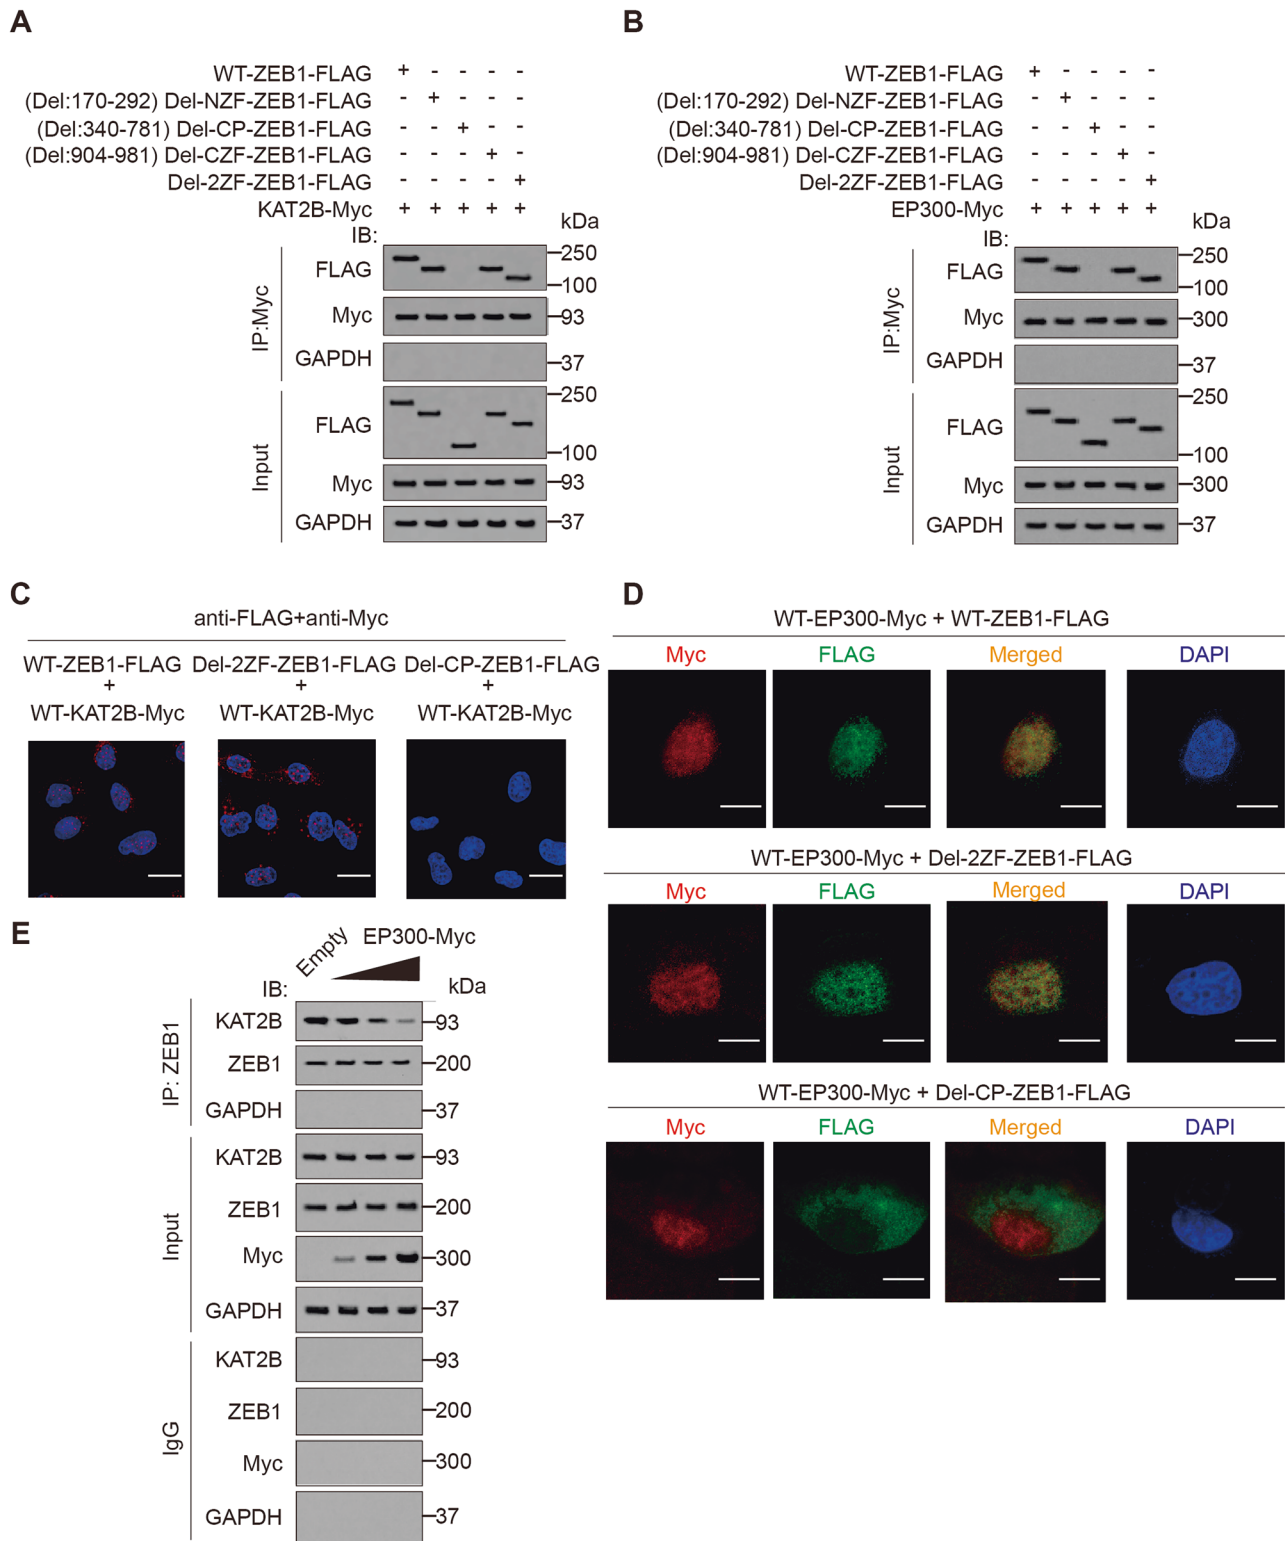 A
WT-ZEB1-FLAG + - - - -
(Del:170-292) Del-NZF-ZEB1-FLAG - + - - -
(Del:340-781) Del-CP-ZEB1-FLAG - - + - -
(Del:904-981) Del-CZF-ZEB1-FLAG - - - + -
Del-2ZF-ZEB1-FLAG - - - - +
KAT2B-Myc + + + + +
IB: kDa
IP:Myc
FLAG 250
100
Myc 93
GAPDH 37
Input
FLAG 250
100
Myc 93
GAPDH 37
B
WT-ZEB1-FLAG + - - - -
(Del:170-292) Del-NZF-ZEB1-FLAG - + - - -
(Del:340-781) Del-CP-ZEB1-FLAG - - + - -
(Del:904-981) Del-CZF-ZEB1-FLAG - - - + -
Del-2ZF-ZEB1-FLAG - - - - +
EP300-Myc + + + + +
IB: kDa
IP:Myc
FLAG 250
100
Myc 300
GAPDH 37
Input
FLAG 250
100
Myc 300
GAPDH 37
C
anti-FLAG+anti-Myc
WT-ZEB1-FLAG Del-2ZF-ZEB1-FLAG Del-CP-ZEB1-FLAG
+ + +
WT-KAT2B-Myc WT-KAT2B-Myc WT-KAT2B-Myc
D
WT-EP300-Myc + WT-ZEB1-FLAG
Myc FLAG Merged DAPI
WT-EP300-Myc + Del-2ZF-ZEB1-FLAG
Myc FLAG Merged DAPI
WT-EP300-Myc + Del-CP-ZEB1-FLAG
Myc FLAG Merged DAPI
E
Empty EP300-Myc
IB: kDa
IP: ZEB1
KAT2B 93
ZEB1 200
GAPDH 37
Input
KAT2B 93
ZEB1 200
Myc 300
GAPDH 37
IgG
KAT2B 93
ZEB1 200
Myc 300
GAPDH 37